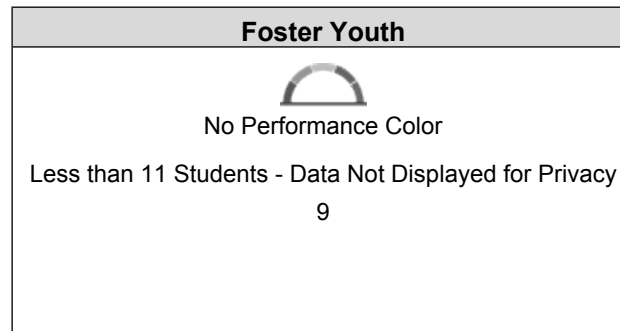 Foster Youth
No Performance Color
Less than 11 Students - Data Not Displayed for Privacy
9